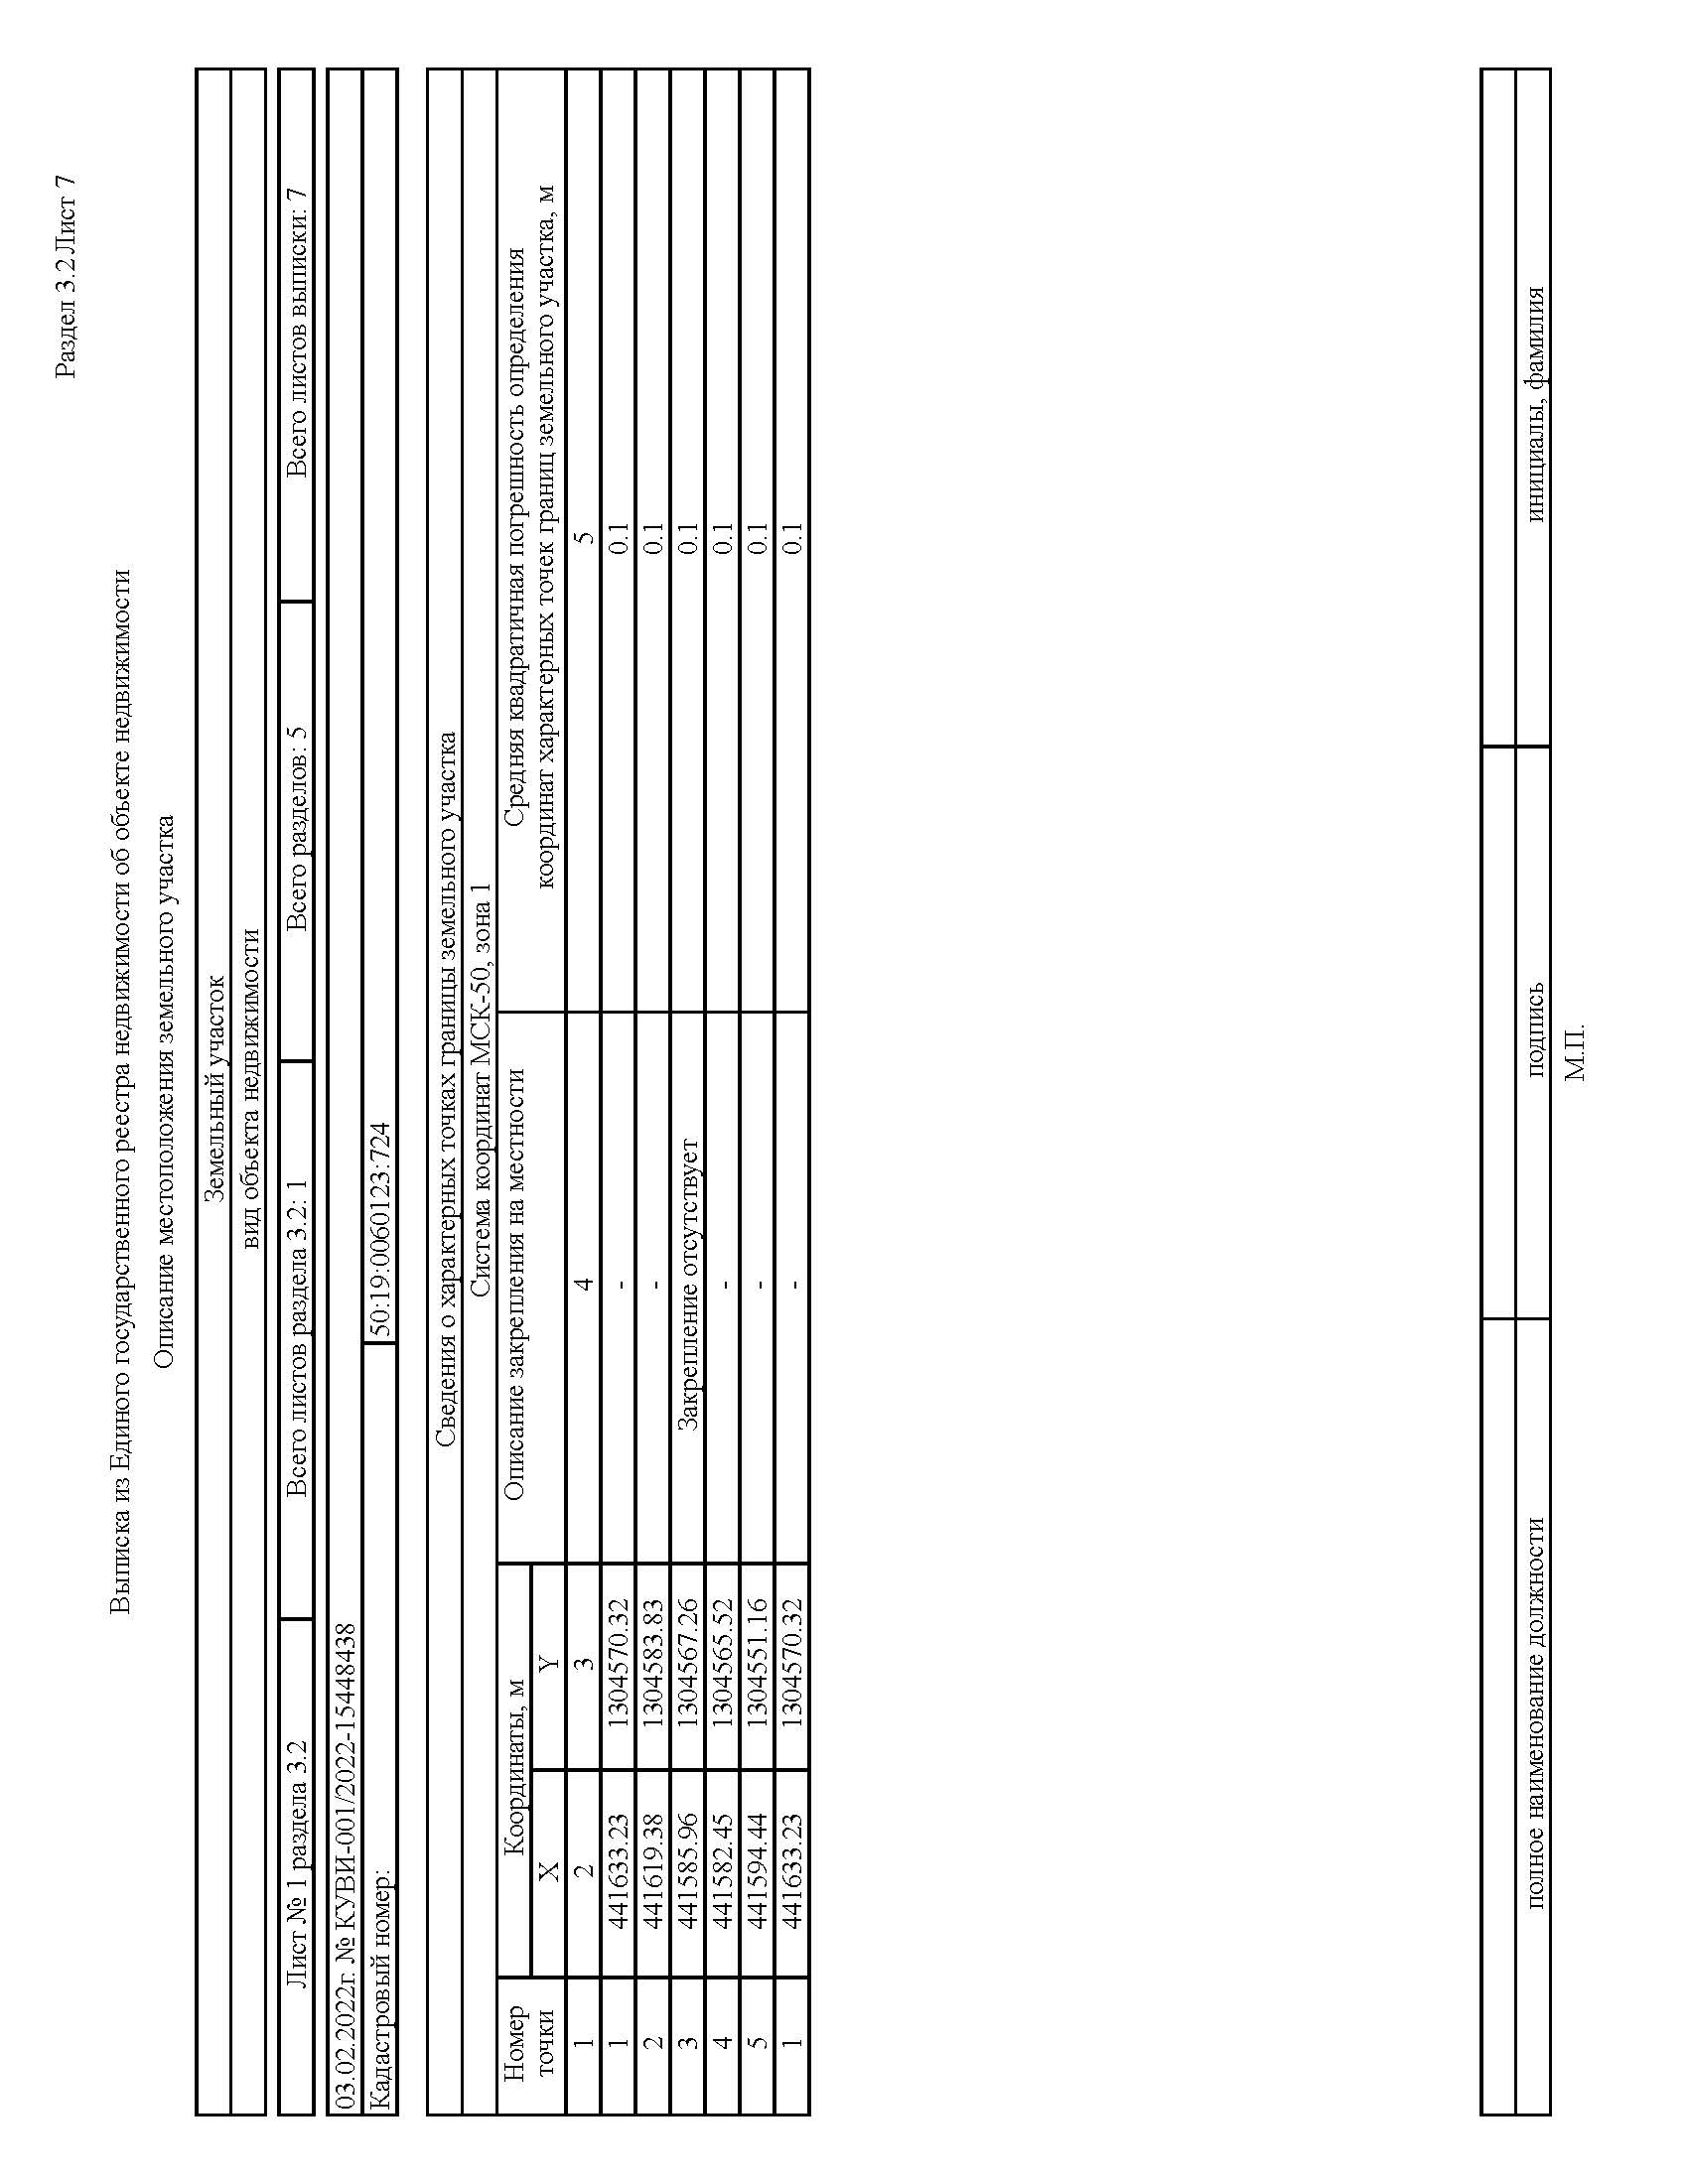 Раздел 3.2 Лист 7
Выписка из Единого государственного реестра недвижимости об объекте недвижимости
Описание местоположения земельного участка
Земельный участок
вид объекта недвижимости
Лист № 1 раздела 3.2 Всего листов раздела 3.2: 1 Всего разделов: 5 Всего листов выписки: 7
03.02.2022г. № КУВИ-001/2022-15448438
Кадастровый номер: 50:19:0060123:724
Сведения о характерных точках границы земельного участка
Система координат МСК-50, зона 1
Номер точки Координаты, м Описание закрепления на местности Средняя квадратичная погрешность определения
координат характерных точек границ земельного участка, м
X Y
1 2 3 4 5
1 441633.23 1304570.32 - 0.1
2 441619.38 1304583.83 - 0.1
3 441585.96 1304567.26 Закрепление отсутствует 0.1
4 441582.45 1304565.52 - 0.1
5 441594.44 1304551.16 - 0.1
1 441633.23 1304570.32 - 0.1
полное наименование должности подпись инициалы, фамилия
М.П.